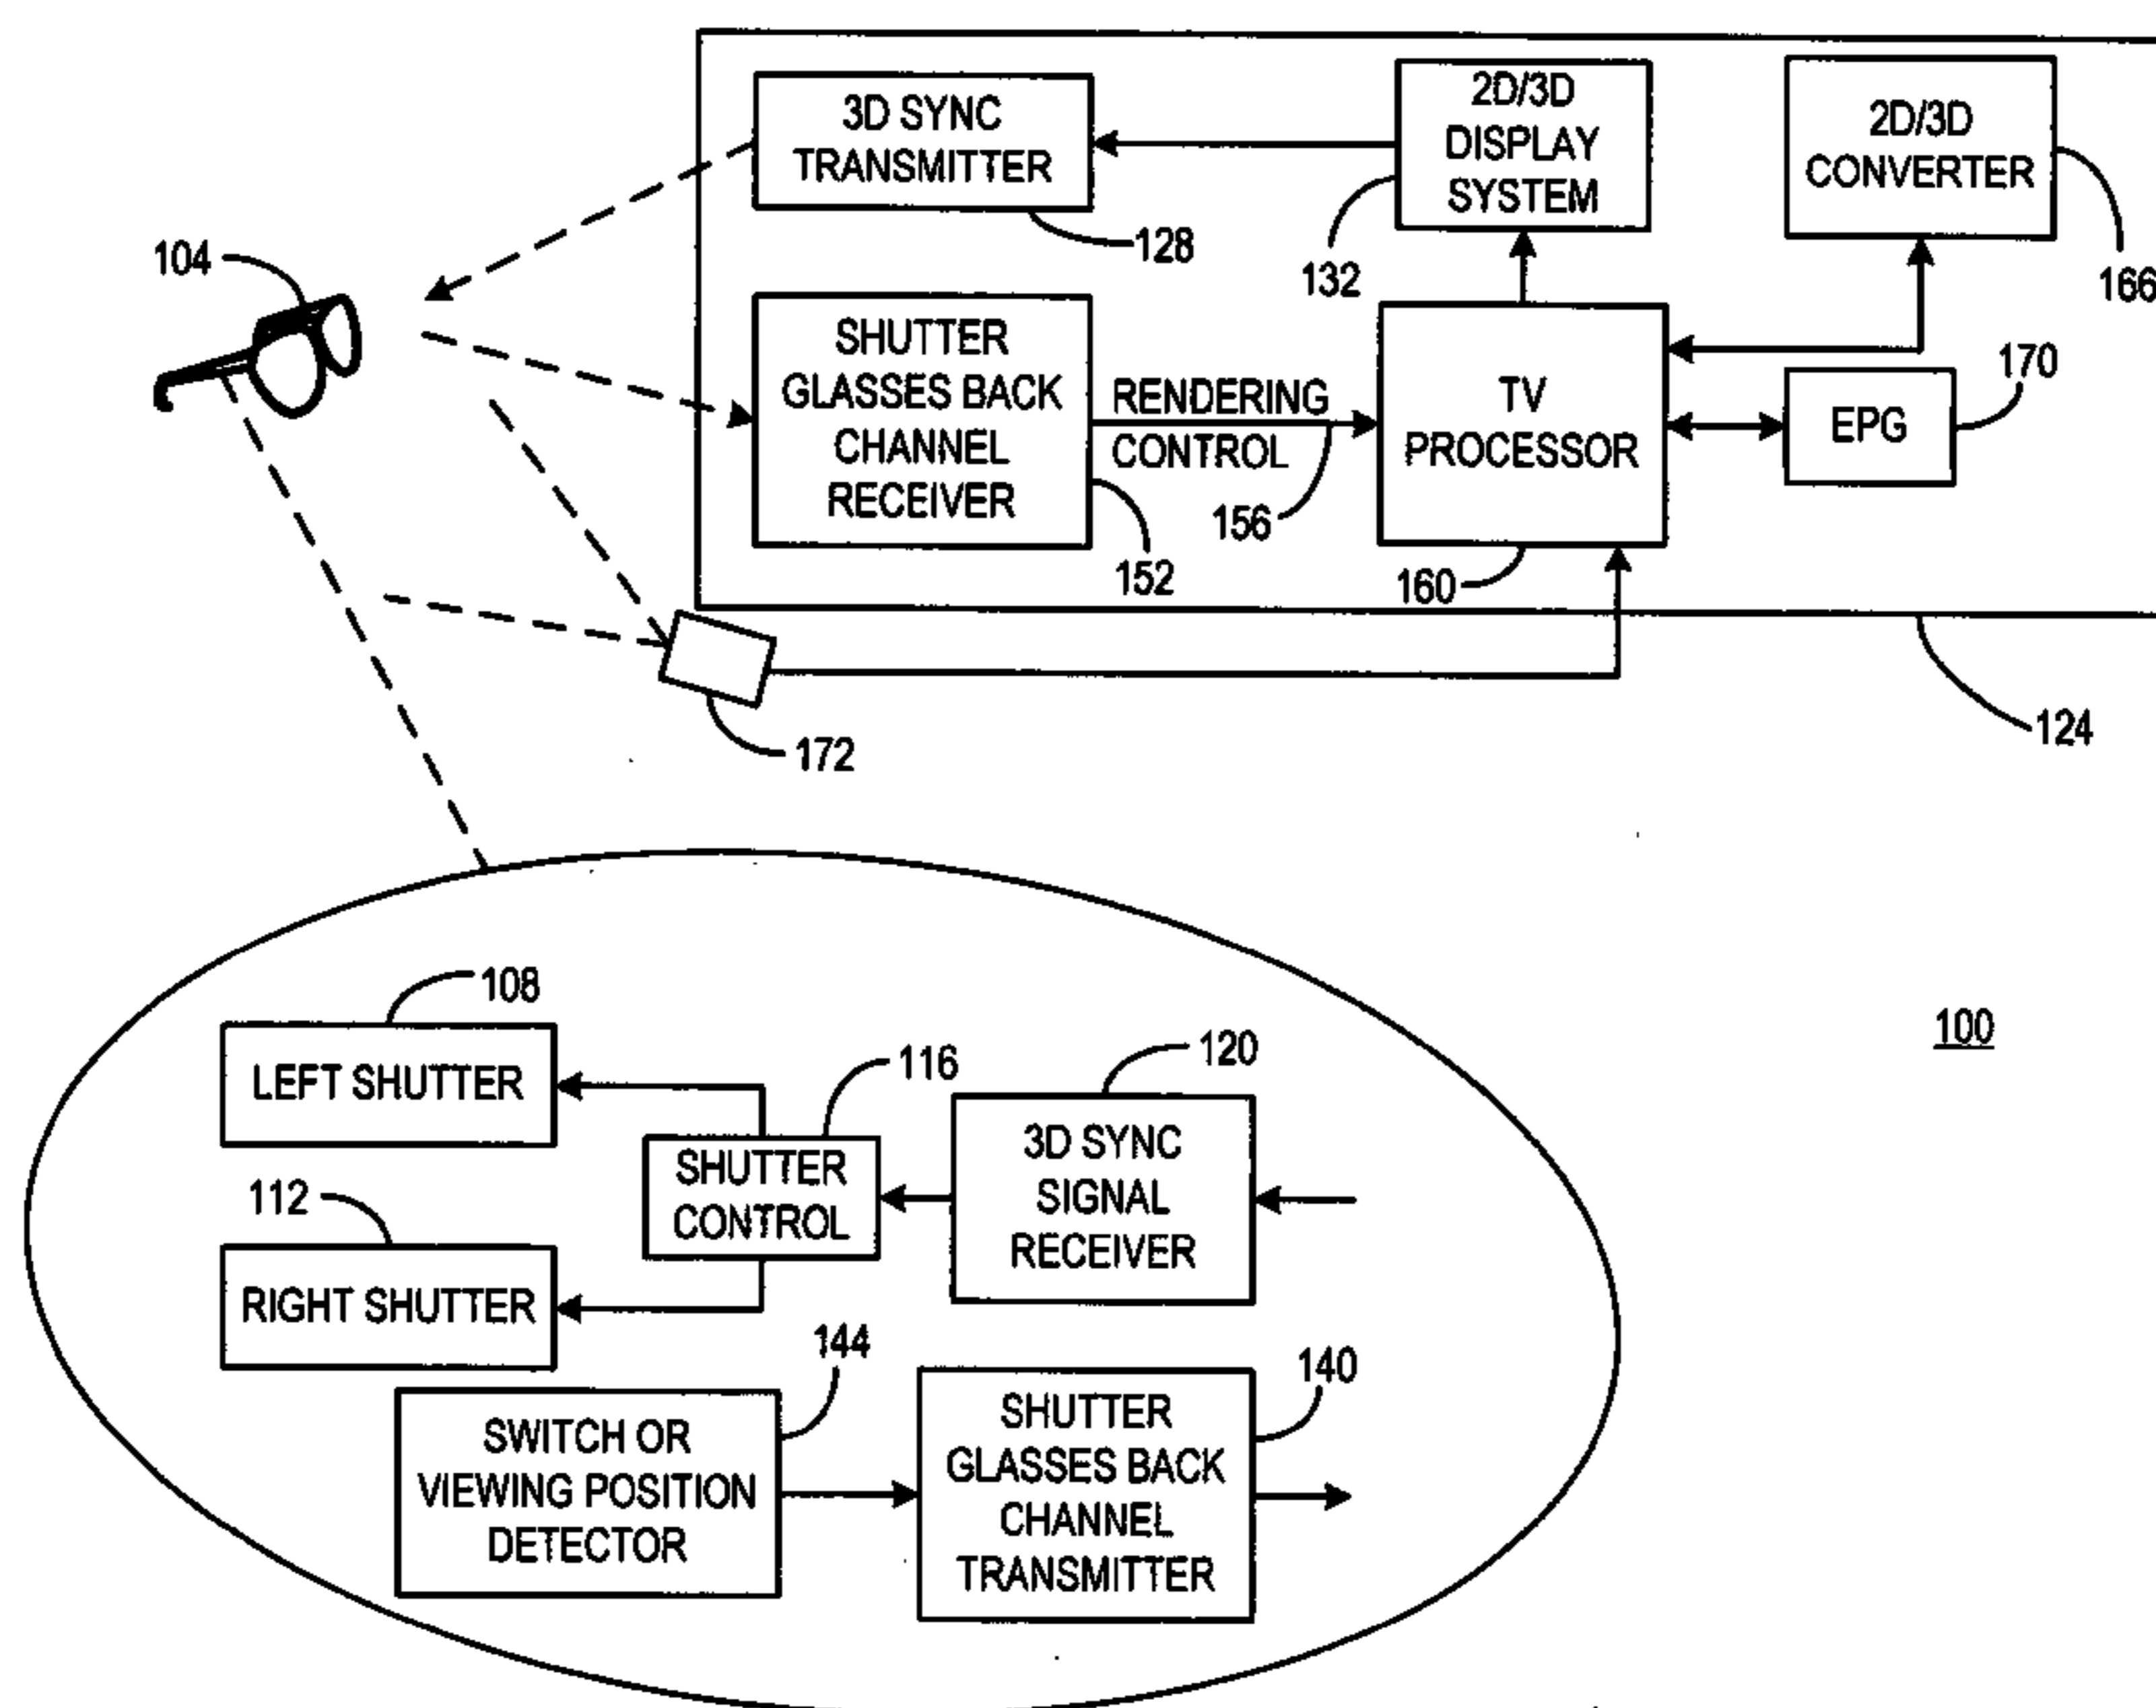 3D SYNC
TRANSMITTER
128
2D/3D
DISPLAY
SYSTEM
132
2D/3D
CONVERTER
166
104
SHUTTER
GLASSES BACK
CHANNEL
RECEIVER
152
RENDERING
CONTROL
156
TV
PROCESSOR
160
EPG
170
172
124
100
108
LEFT SHUTTER
112
RIGHT SHUTTER
116
SHUTTER
CONTROL
120
3D SYNC
SIGNAL
RECEIVER
144
SWITCH OR
VIEWING POSITION
DETECTOR
140
SHUTTER
GLASSES BACK
CHANNEL
TRANSMITTER